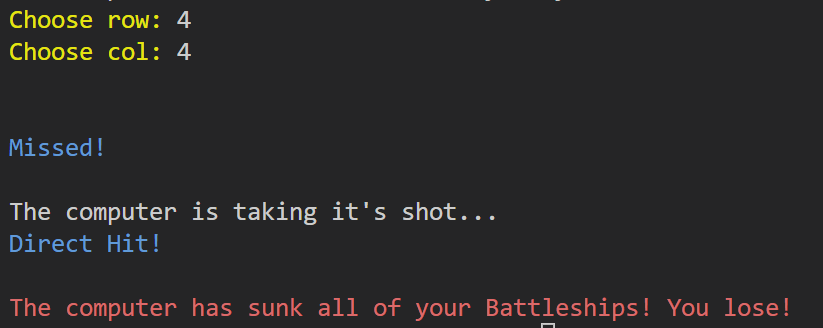 Choose row: 4
Choose col: 4
Missed!
The computer is taking it's shot...
Direct Hit!
The computer has sunk all of your Battleships! You lose!